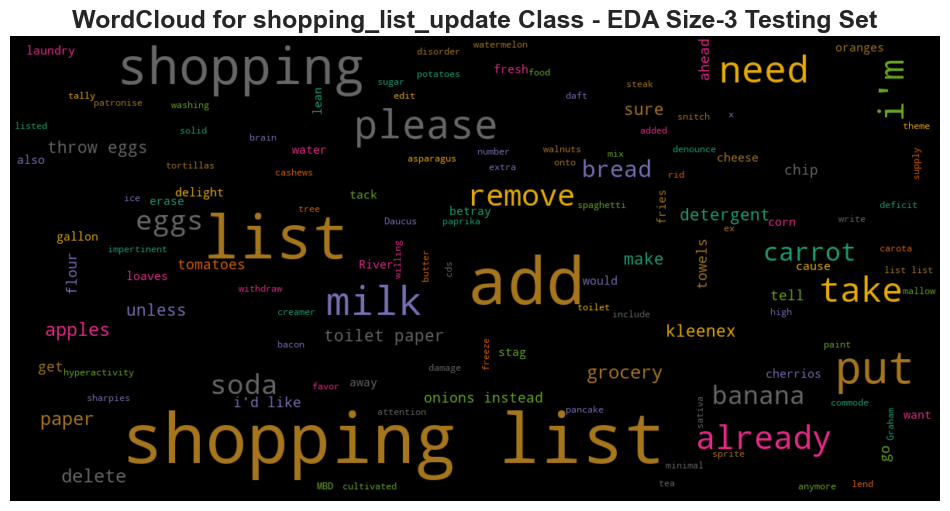 WordCloud for shopping_list_update Class - EDA Size-3 Testing Set
laundry
shopping
disorder
watermelon
fresh
food
ahead
need
oranges
i'm
potatoes
sugar
edit
lean
steak
daft
sure
snitch
x
tally
patronise
washing
please
added
theme
listed
solid
brain
throw eggs
water
number
walnuts
onto
mix
denounce
also
tortillas
asparagus
extra
bread
rid
cheese
chip
supply
cashews
ice
erase
delight
tack
remove
spaghetti
fries
detergent
corn
write
deficit
eggs
list
tree
Daucus
betray
paprika
ex
gallon
impertinent
willing
towels
carrot
carota
flour
loaves
tomatoes
River
butter
cds
add
make
cause
list list
withdraw
milk
would
tell
take
mallow
unless
creamer
toilet
include
high
apples
toilet paper
kleenex
bacon
freeze
stag
paint
get
hyperactivity
damage
grocery
cherrios
put
soda
favor
away
sharpies
i'd like
onions instead
banana
commode
paper
attention
pancake
sativa
Graham
want
shopping list
already
go
sprite
delete
minimal
MBD
cultivated
tea
anymore
lend